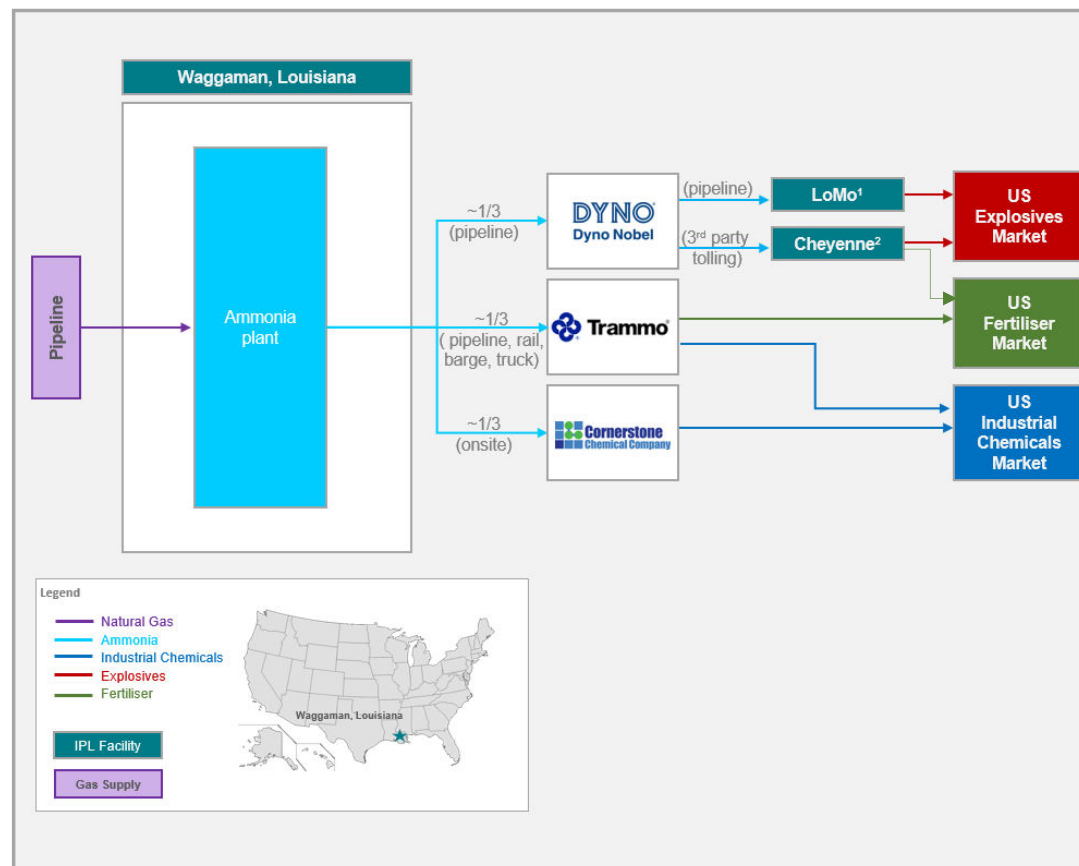 Waggaman, Louisiana
Pipeline
Ammonia
plant
~1/3
(pipeline)
~1/3
( pipeline, rail,
barge, truck)
~1/3
(onsite)
DYNO®
Dyno Nobel
Trammo
Cornerstone
Chemical Company
(pipeline)
(3rd party
tolling)
LoMo¹
Cheyenne²
US
Explosives
Market
US
Fertiliser
Market
US
Industrial
Chemicals
Market
Legend
Natural Gas
Ammonia
Industrial Chemicals
Explosives
Fertiliser
IPL Facility
Gas Supply
Waggaman, Louisiana